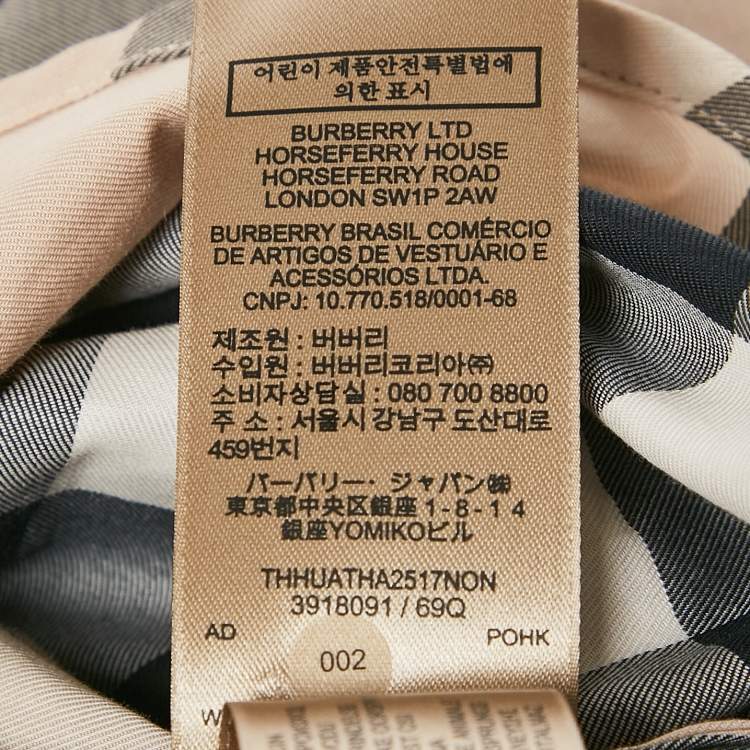 어린이 제품안전특별법에
의한 표시
BURBERRY LTD
HORSEFERRY HOUSE
HORSEFERRY ROAD
LONDON SW1P 2AW
BURBERRY BRASIL COMÉRCIO
DE ARTIGOS DE VESTUÁRIO E
ACESSÓRIOS LTDA.
CNPJ: 10.770.518/0001-68
제조원 : 버버리
수입원 : 버버리코리아㈜
소비자상담실 : 080 700 8800
주 소 : 서울시 강남구 도산대로
459번지
バーバリー・ジャパン㈱
東京都中央区銀座 1-8-14
銀座YOMIKOビル
THHUATHA2517NON
3918091 / 69Q
AD
POHK
002
W